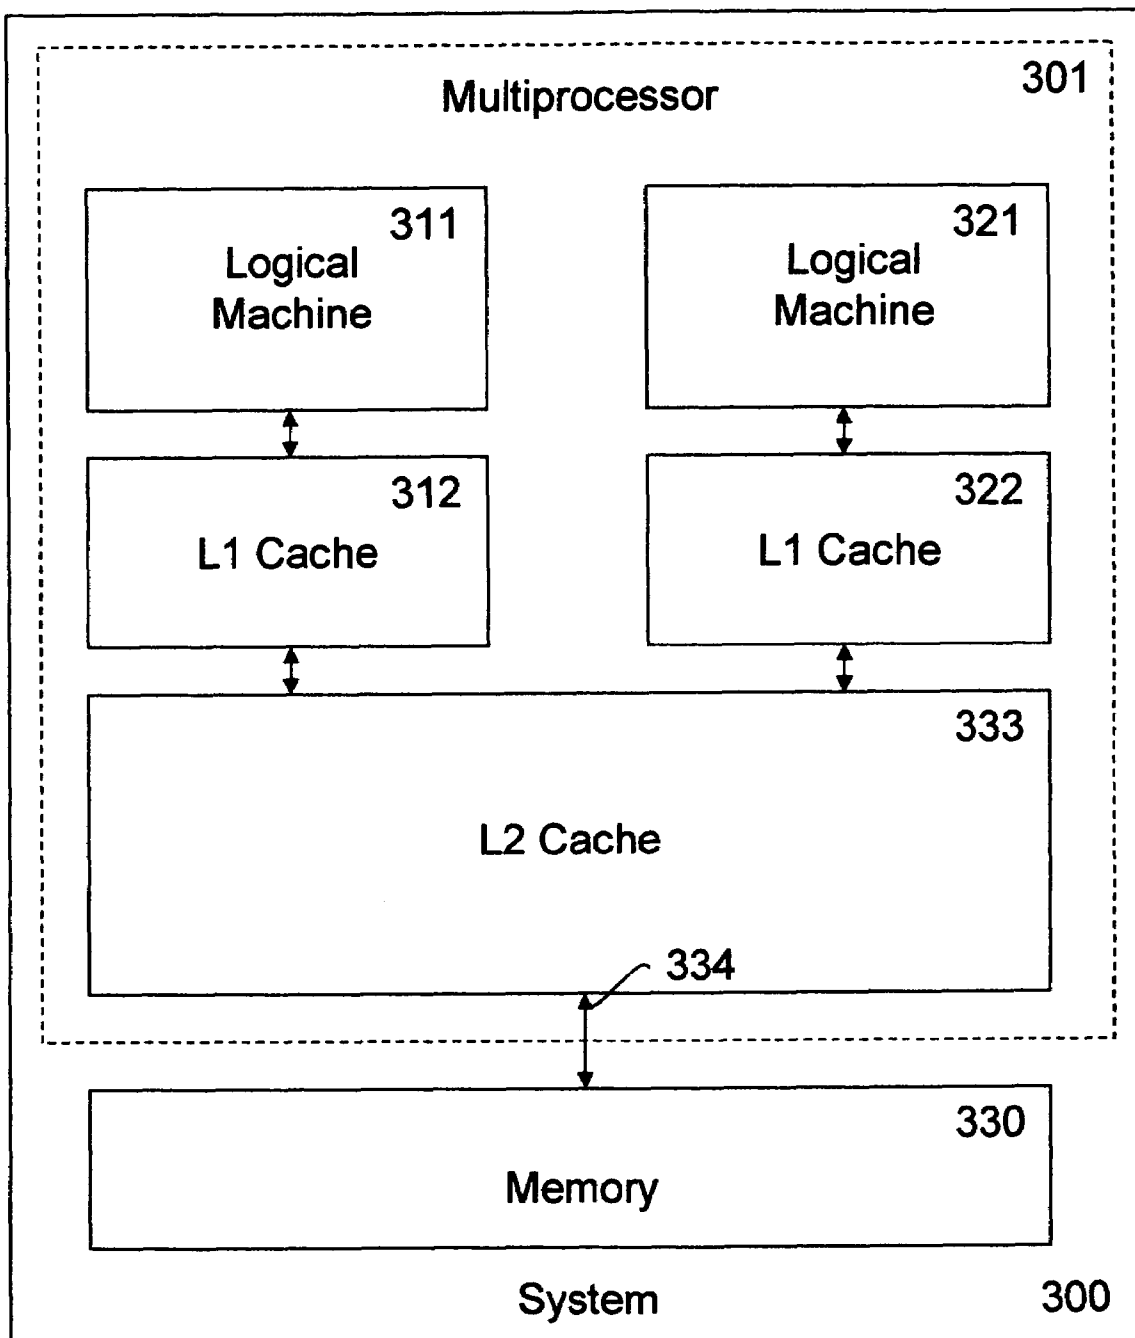 301
Multiprocessor
311
Logical
Machine
321
Logical
Machine
312
L1 Cache
322
L1 Cache
333
L2 Cache
334
330
Memory
System
300